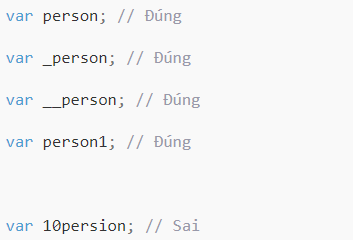 var person; // Đúng
var _person; // Đúng
var __person; // Đúng
var person1; // Đúng
var 10persion; // Sai